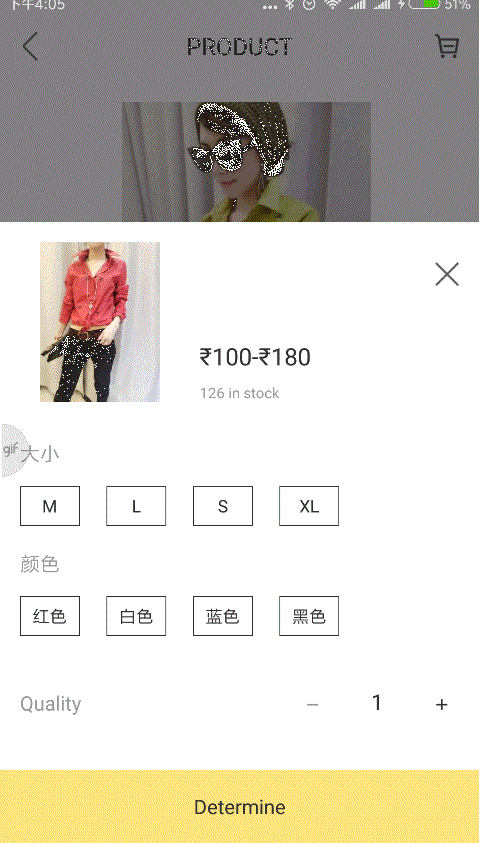 下午4:05 ... 51%
PRODUCT
₹100-₹180
126 in stock
gif
大小
M L S XL
颜色
红色 白色 蓝色 黑色
Quality − 1 +
Determine